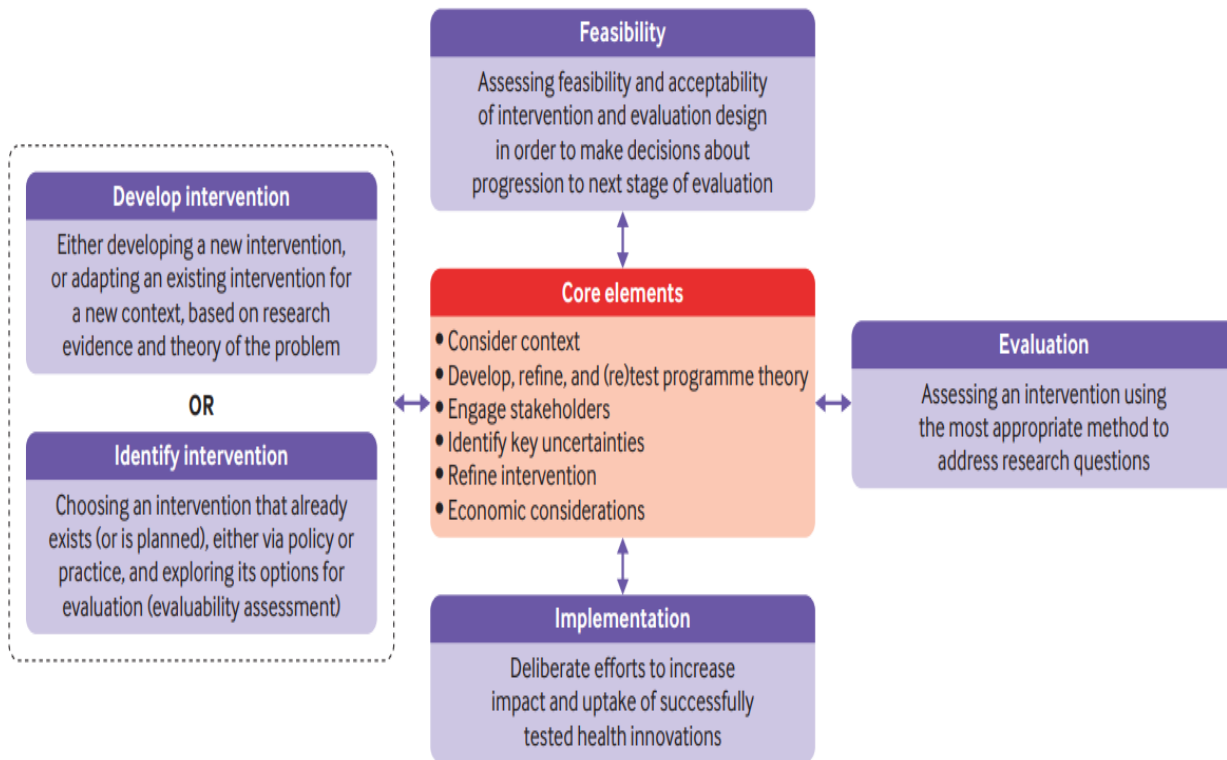 Feasibility
Assessing feasibility and acceptability
of intervention and evaluation design
in order to make decisions about
progression to next stage of evaluation
Develop intervention
Either developing a new intervention,
or adapting an existing intervention for
a new context, based on research
evidence and theory of the problem
OR
Identify intervention
Choosing an intervention that already
exists (or is planned), either via policy or
practice, and exploring its options for
evaluation (evaluability assessment)
Core elements
• Consider context
• Develop, refine, and (re)test programme theory
• Engage stakeholders
• Identify key uncertainties
• Refine intervention
• Economic considerations
Evaluation
Assessing an intervention using
the most appropriate method to
address research questions
Implementation
Deliberate efforts to increase
impact and uptake of successfully
tested health innovations